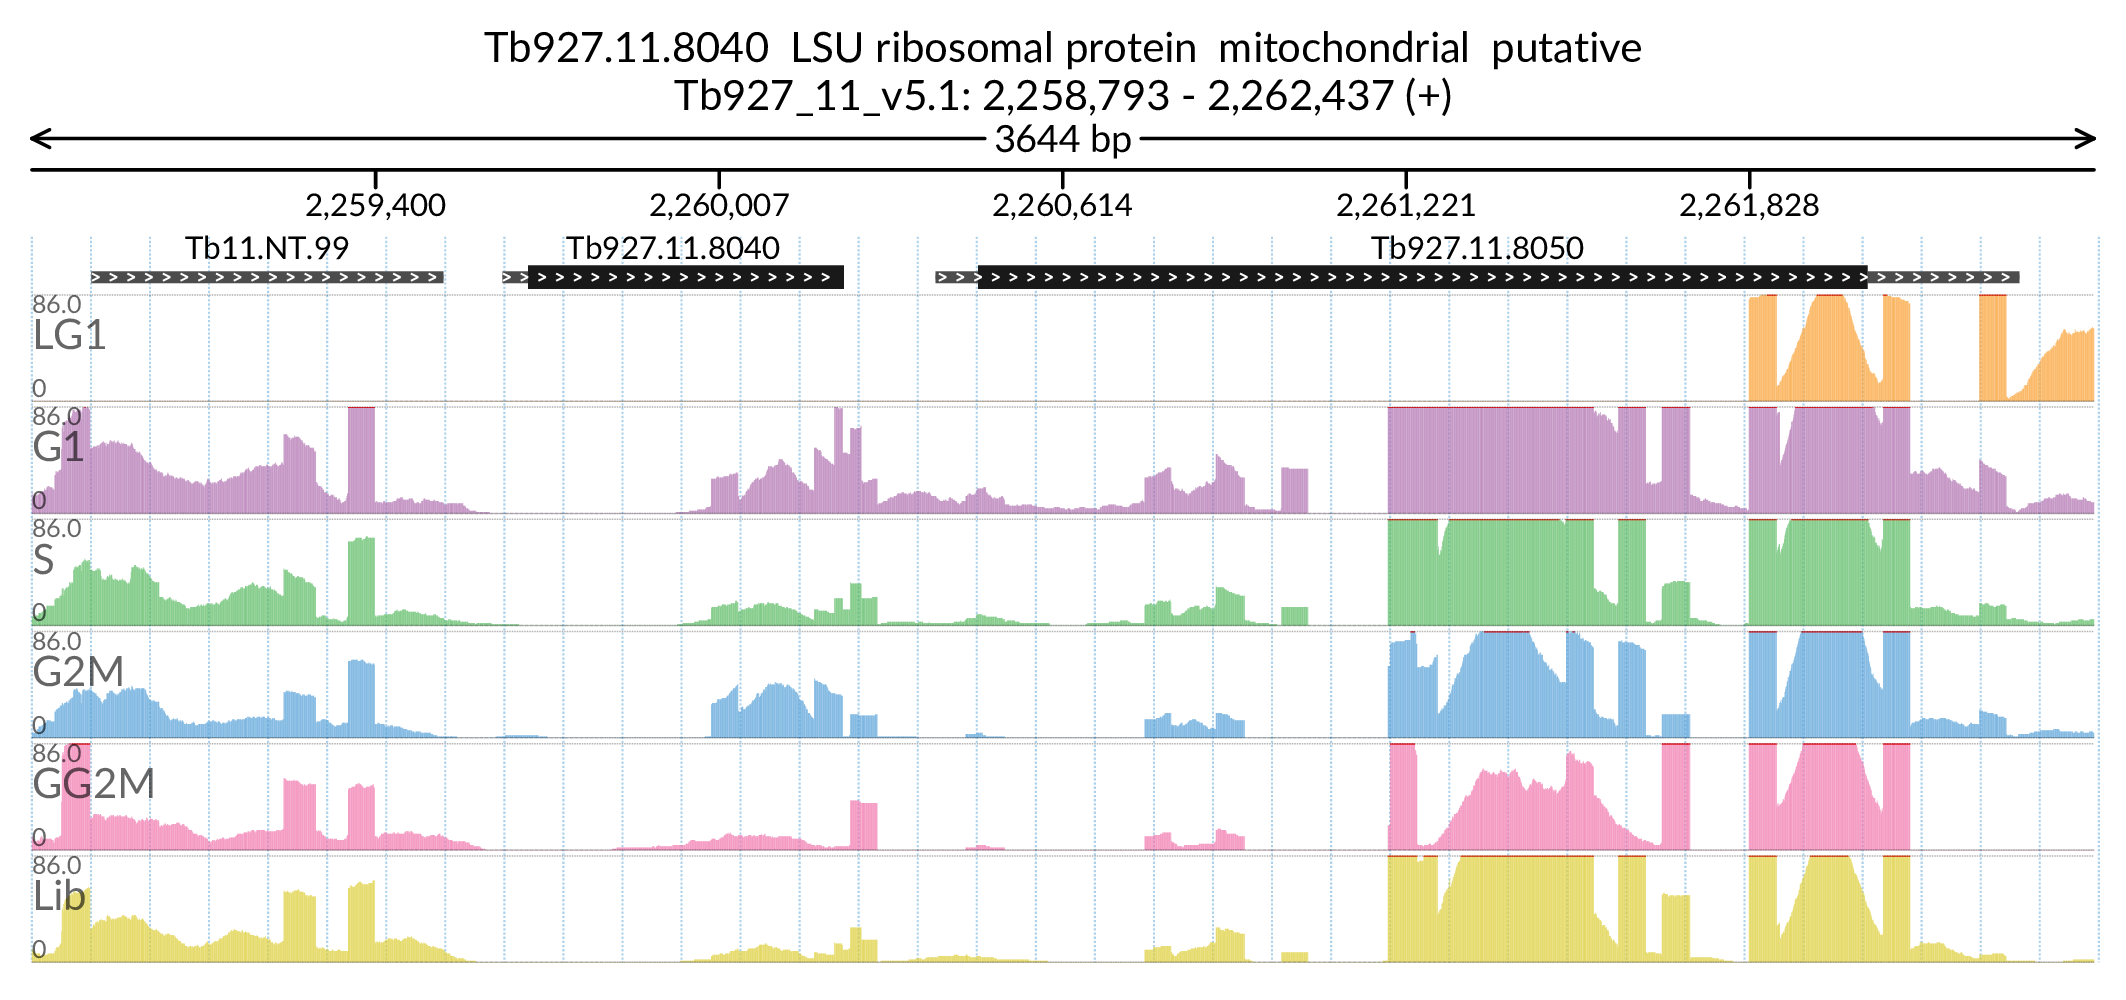 Tb927.11.8040 LSU ribosomal protein mitochondrial putative
Tb927_11_v5.1: 2,258,793 - 2,262,437 (+)
3644 bp
2,259,400 2,260,007 2,260,614 2,261,221 2,261,828
Tb11.NT.99 Tb927.11.8040 Tb927.11.8050
86.0
LG1
0
86.0
G1
0
86.0
S
0
86.0
G2M
0
86.0
GG2M
0
86.0
Lib
0